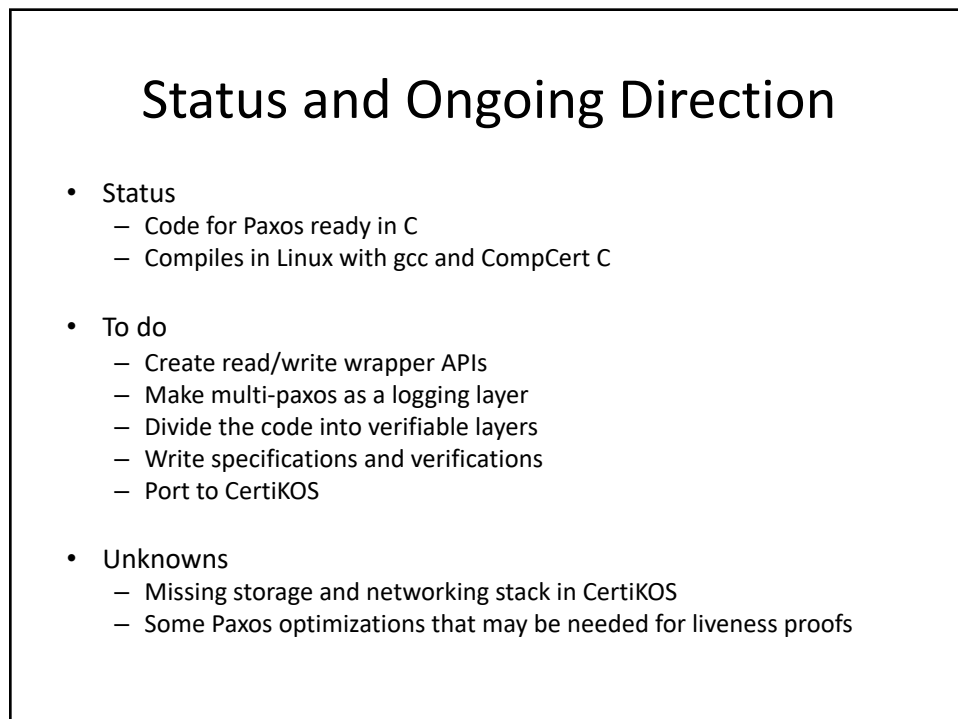 Status and Ongoing Direction
• Status
– Code for Paxos ready in C
– Compiles in Linux with gcc and CompCert C
• To do
– Create read/write wrapper APIs
– Make multi-paxos as a logging layer
– Divide the code into verifiable layers
– Write specifications and verifications
– Port to CertiKOS
• Unknowns
– Missing storage and networking stack in CertiKOS
– Some Paxos optimizations that may be needed for liveness proofs